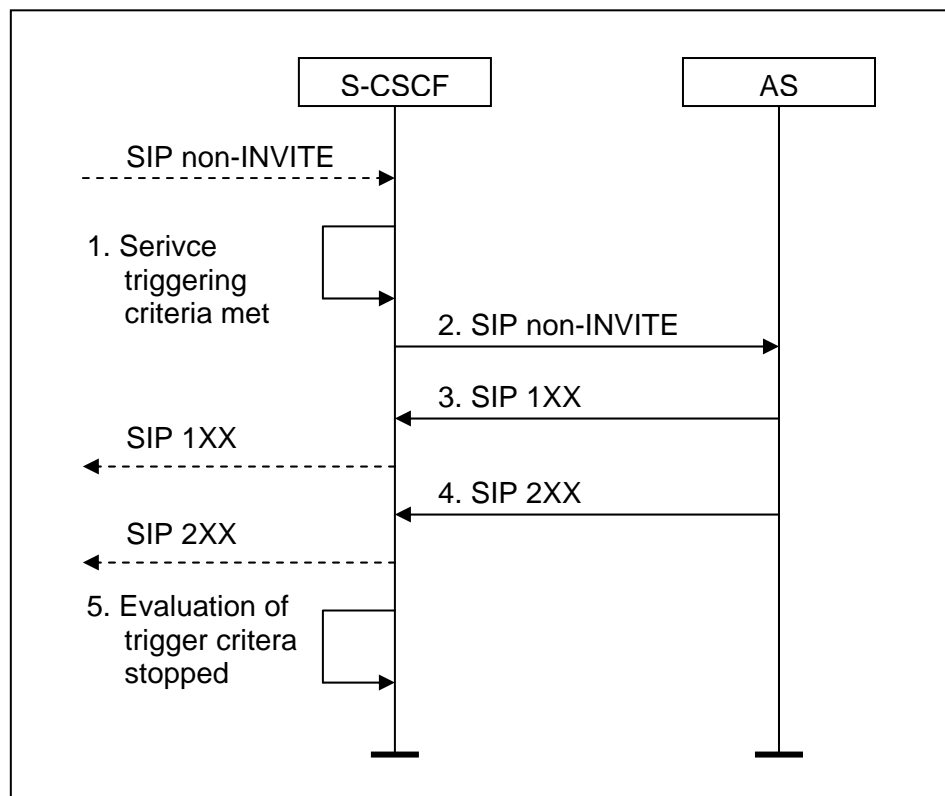 S-CSCF
AS
SIP non-INVITE
1. Serivce
triggering
criteria met
2. SIP non-INVITE
3. SIP 1XX
SIP 1XX
4. SIP 2XX
SIP 2XX
5. Evaluation of
trigger critera
stopped